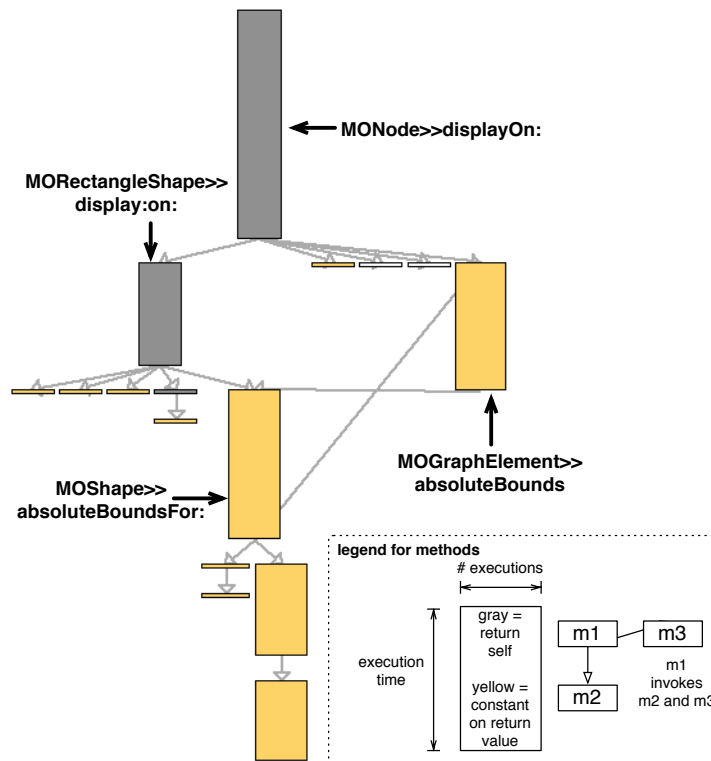 MONode>>displayOn:
MORectangleShape>>
display:on:
MOGraphElement>>
absoluteBounds
MOShape>>
absoluteBoundsFor:
legend for methods
# executions
execution
time
gray =
return
self
yellow =
constant
on return
value
m1
m3
m2
m1
invokes
m2 and m3